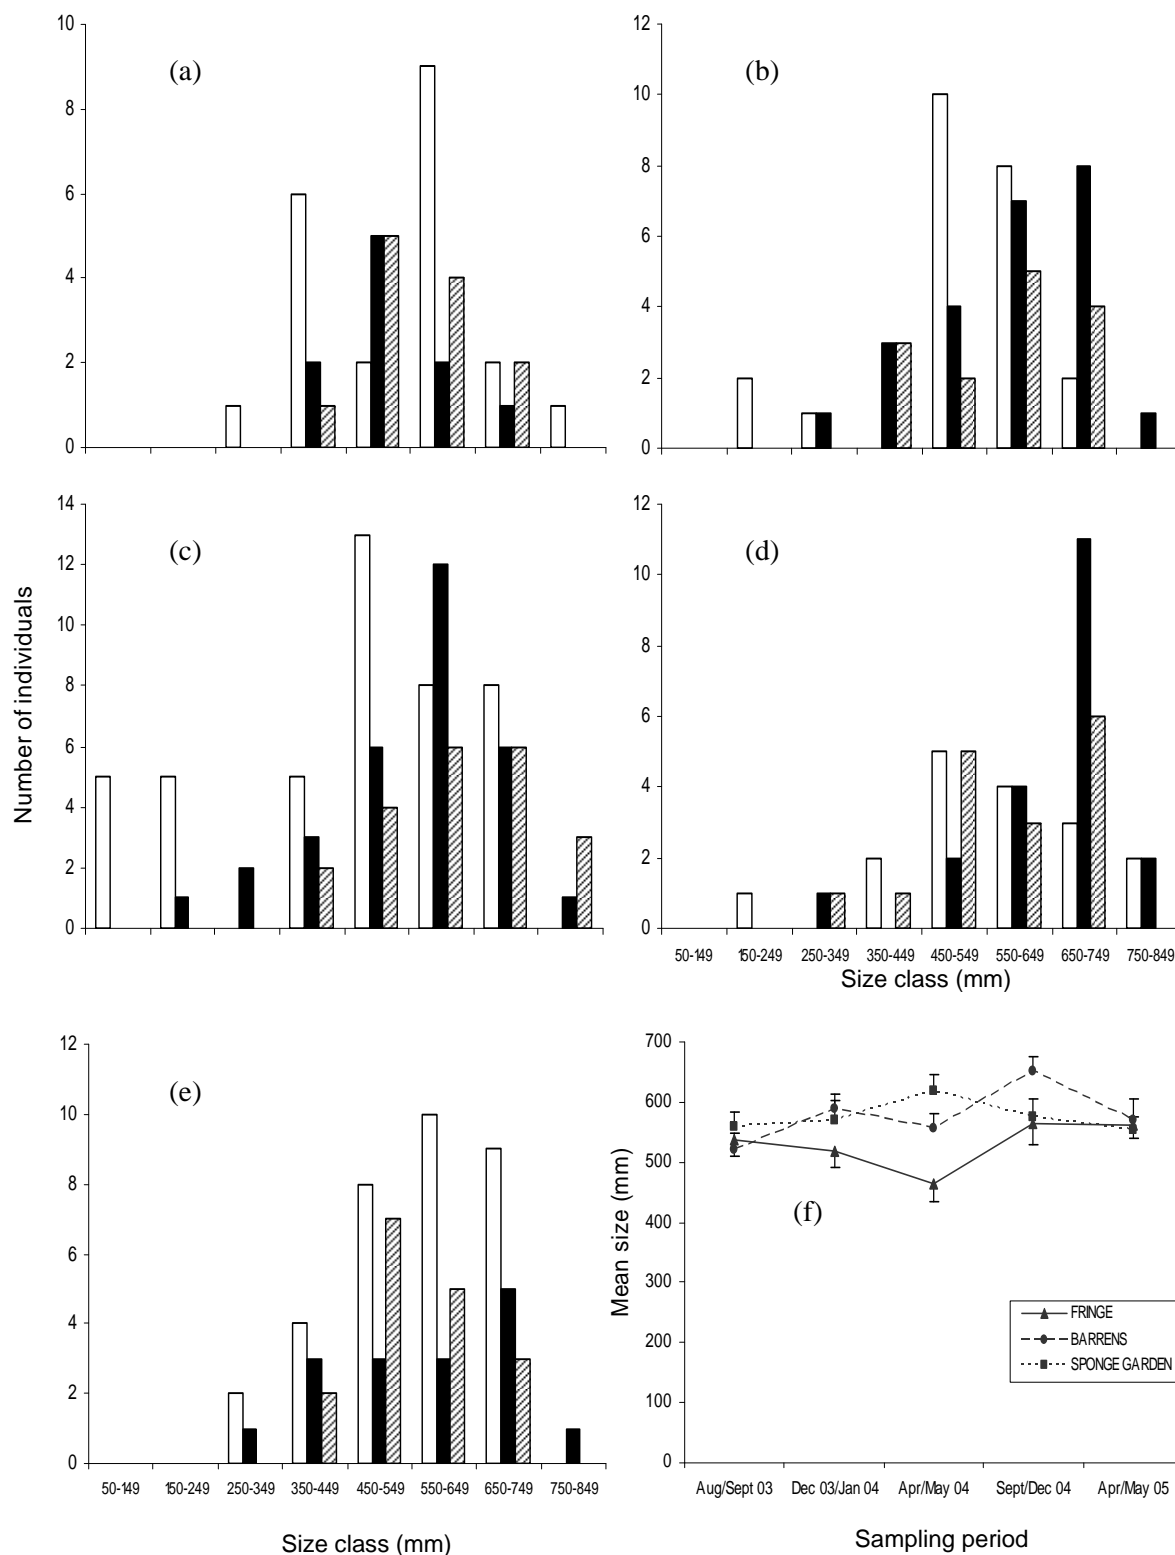 10
8
6
4
2
0
(a)
12
10
8
6
4
2
0
(b)
Number of individuals
14
12
10
8
6
4
2
0
(c)
12
10
8
6
4
2
0
(d)
50-149 150-249 250-349 350-449 450-549 550-649 650-749 750-849
Size class (mm)
12
10
8
6
4
2
0
(e)
50-149 150-249 250-349 350-449 450-549 550-649 650-749 750-849
Size class (mm)
Mean size (mm)
700
600
500
400
300
200
100
0
(f)
FRINGE
BARRENS
SPONGE GARDEN
Aug/Sept 03 Dec 03/Jan 04 Apr/May 04 Sept/Dec 04 Apr/May 05
Sampling period